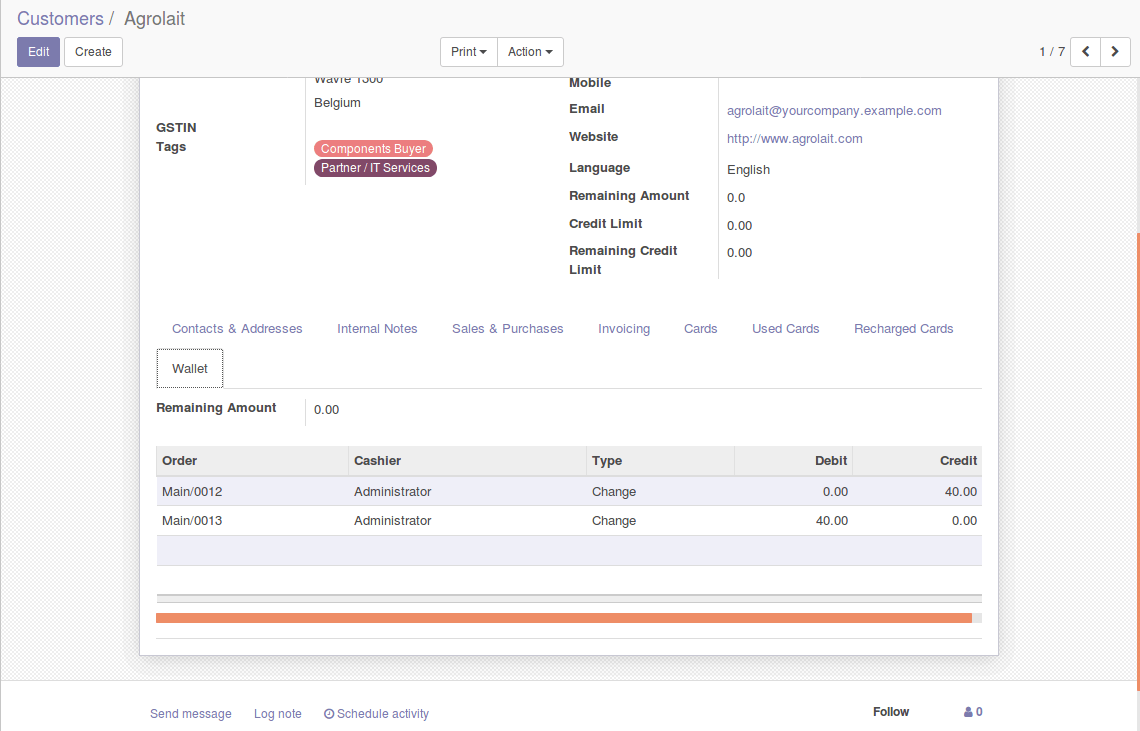 Customers / Agrolait
Edit Create Print Action 1 / 7
Wavre 1300
Belgium
GSTIN
Tags
Components Buyer
Partner / IT Services
Mobile
Email agrolait@yourcompany.example.com
Website http://www.agrolait.com
Language English
Remaining Amount 0.0
Credit Limit 0.00
Remaining Credit Limit 0.00
Contacts & Addresses Internal Notes Sales & Purchases Invoicing Cards Used Cards Recharged Cards
Wallet
Remaining Amount 0.00
Order Cashier Type Debit Credit
Main/0012 Administrator Change 0.00 40.00
Main/0013 Administrator Change 40.00 0.00
Send message Log note Schedule activity Follow 0